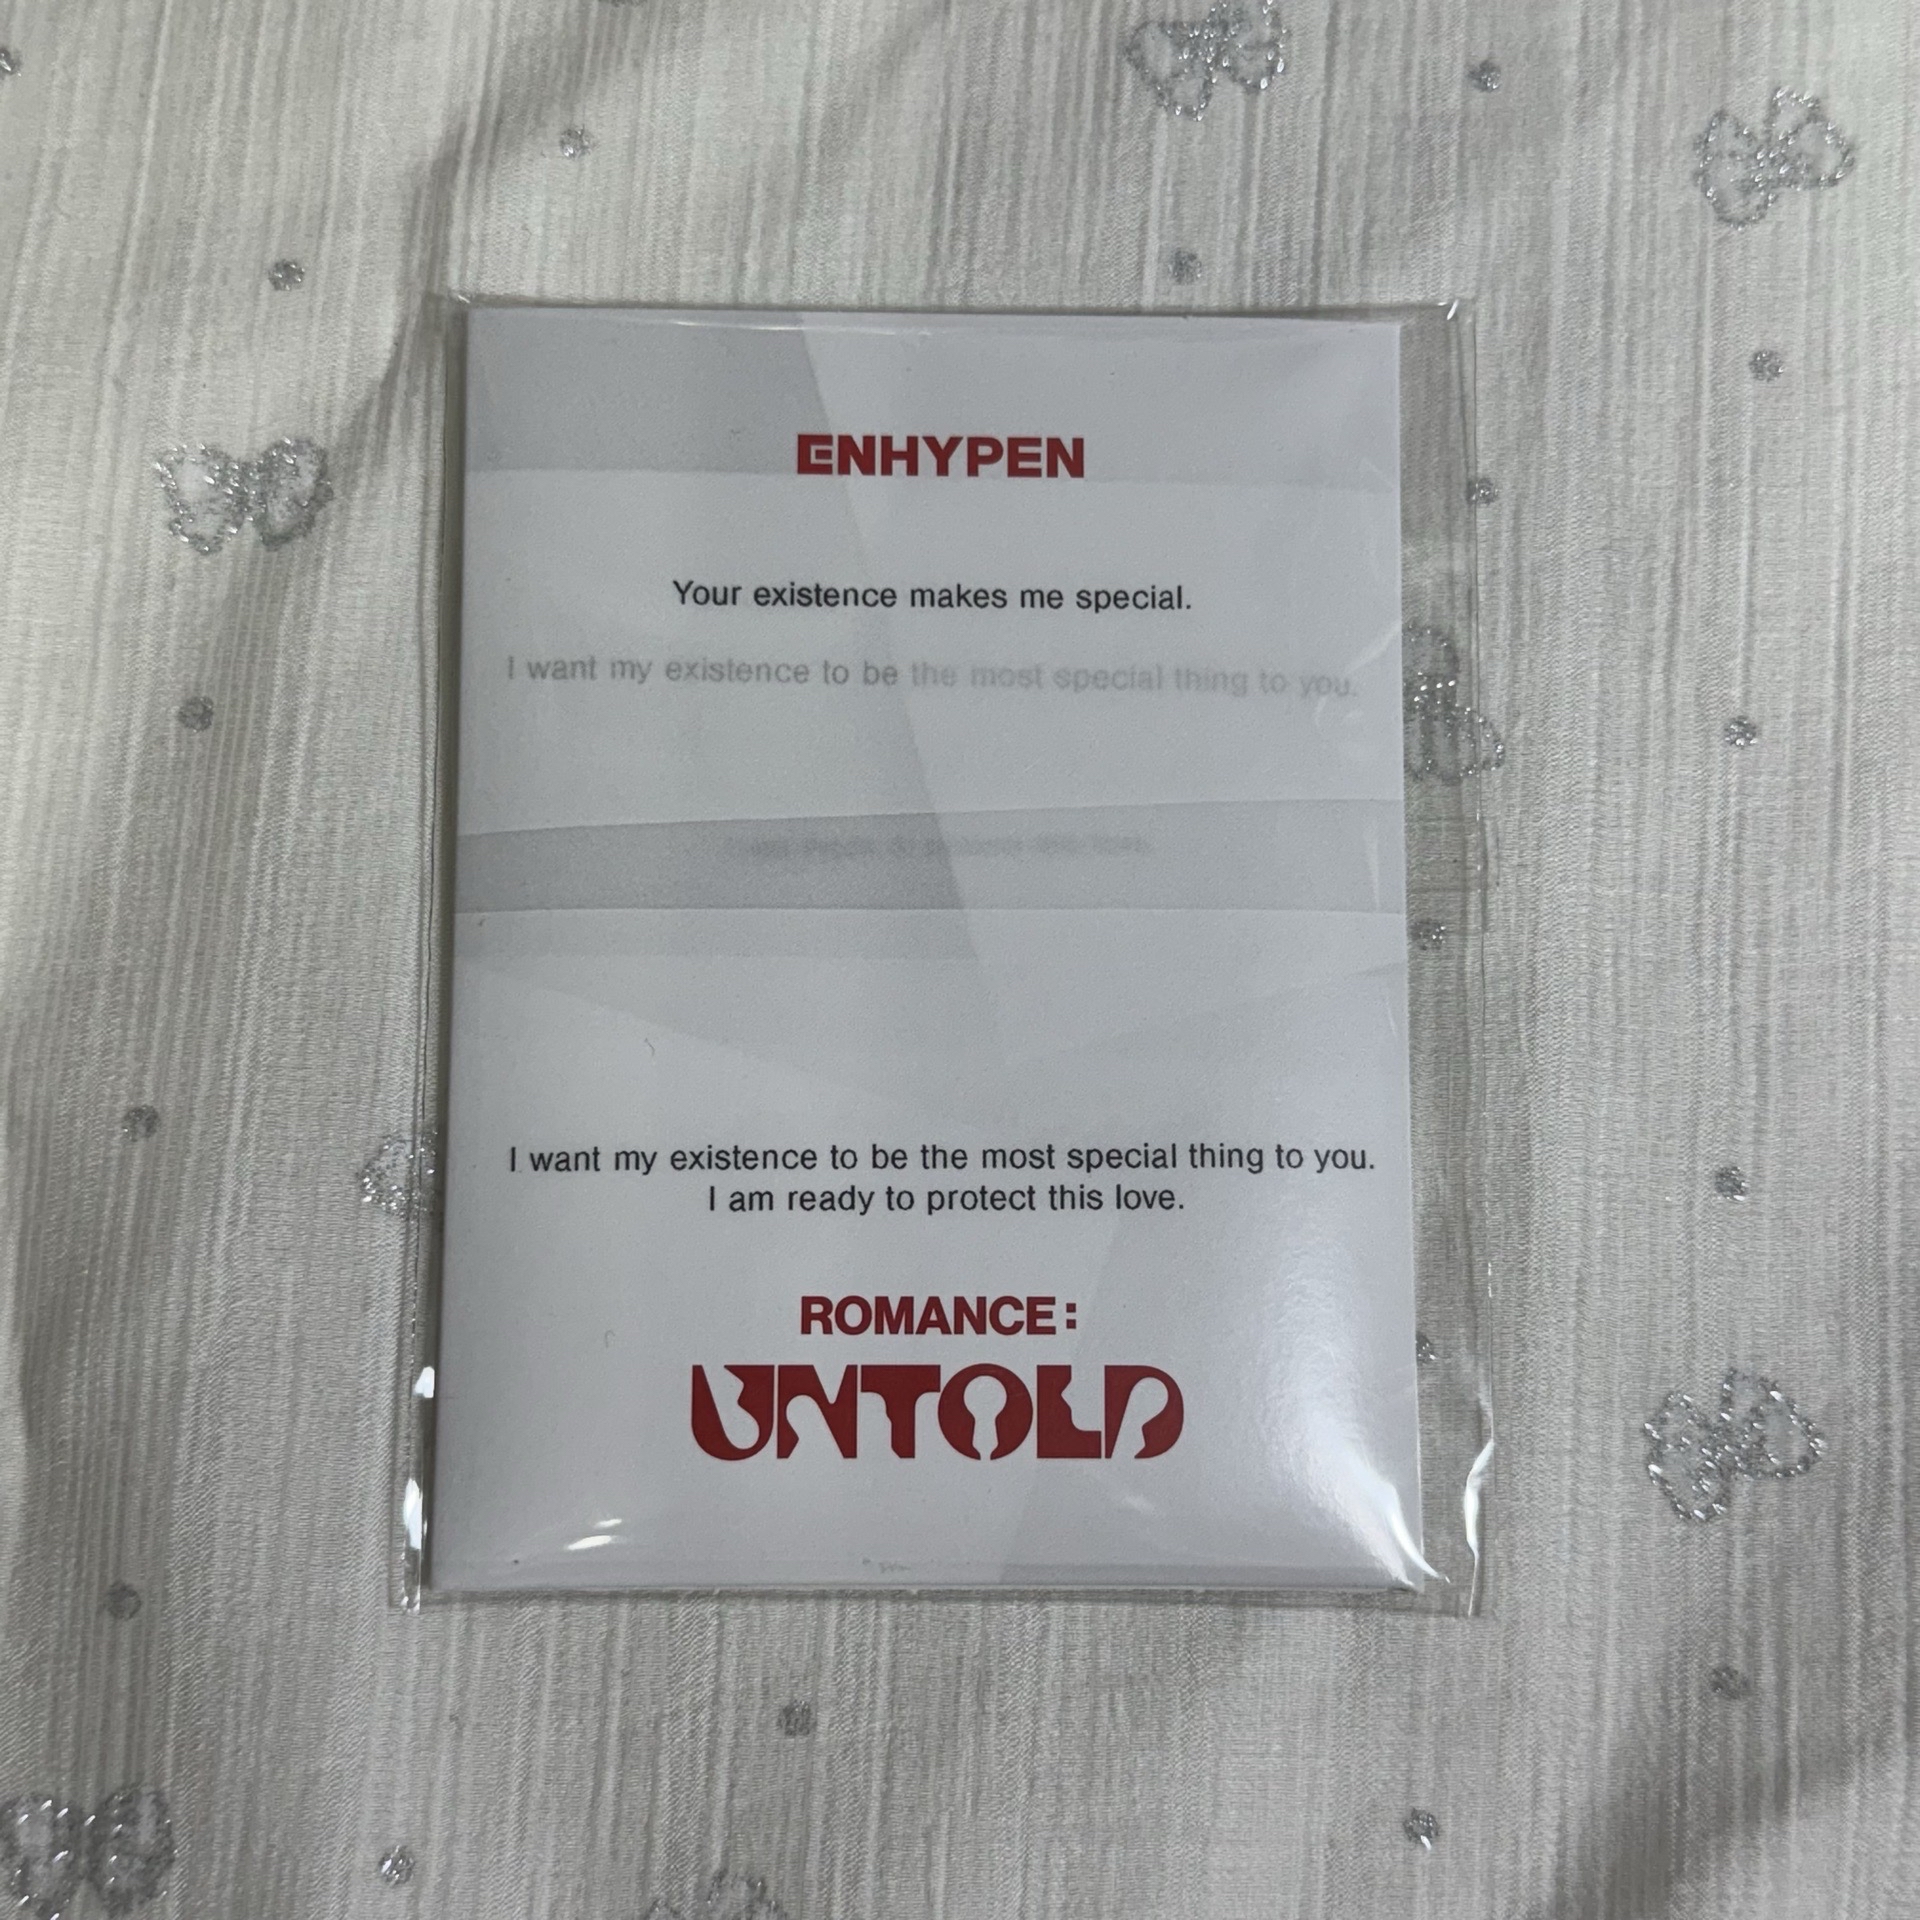 ENHYPEN
Your existence makes me special.
I want my existence to be the most special thing to you.
I want my existence to be the most special thing to you.
I am ready to protect this love.
ROMANCE:
UNTOLD